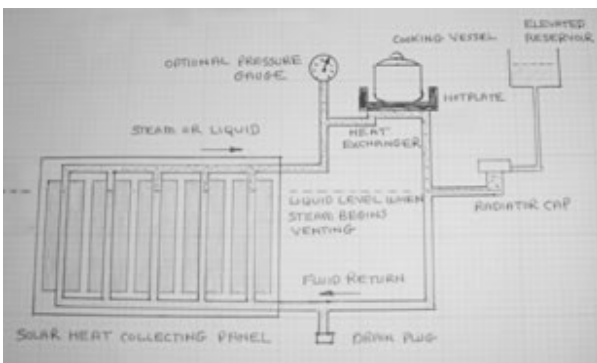 ELEVATED
RESERVOIR
COOKING VESSEL
OPTIONAL PRESSURE
GAUGE
HOTPLATE
STEAM OR LIQUID
HEAT
EXCHANGER
LIQUID LEVEL WHEN
STEAM BEGINS
VENTING
RADIATOR CAP
FLUID RETURN
SOLAR HEAT COLLECTING PANEL
DRAIN PLUG